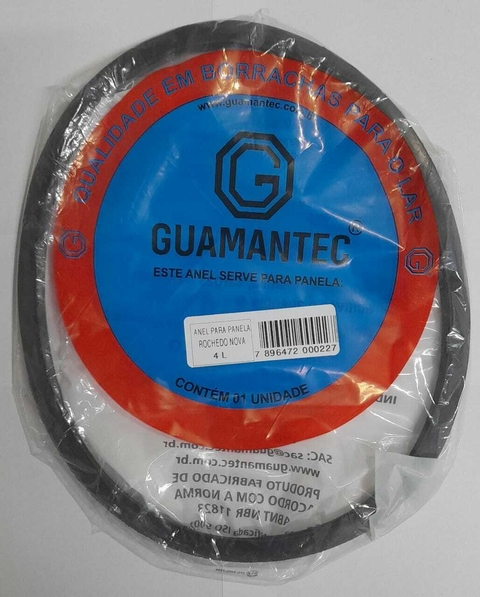 QUALIDADE EM BORRACHAS PARA O LAR
www.guamantec.com.br
G
GUAMANTEC®
ESTE ANEL SERVE PARA PANELA:
ANEL PARA PANELA
ROCHEDO NOVA
4 L
7 896472 000227
CONTÉM 01 UNIDADE
SAC: sac@guamantec.com.br
www.guamantec.com.br
PRODUTO FABRICADO DE
ACORDO COM A NORMA
ABNT NBR 11823